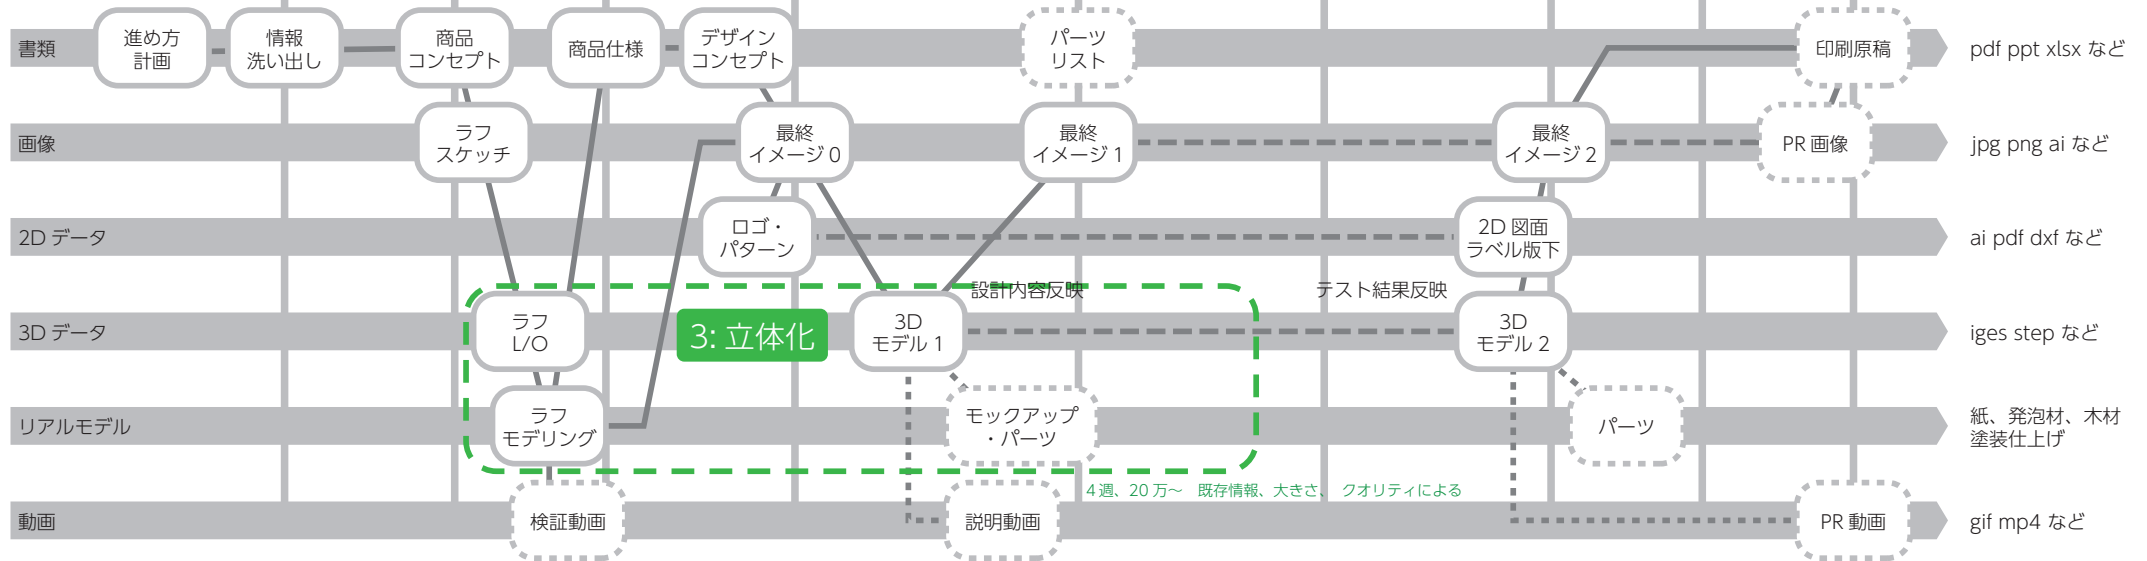 書類
進め方
計画
情報
洗い出し
商品
コンセプト
商品仕様
デザイン
コンセプト
パーツ
リスト
印刷原稿
pdf ppt xlsx など
画像
ラフ
スケッチ
最終
イメージ 0
最終
イメージ 1
最終
イメージ 2
PR 画像
jpg png ai など
2D データ
ロゴ・
パターン
2D 図面
ラベル版下
ai pdf dxf など
設計内容反映
テスト結果反映
3D データ
ラフ
L/O
3: 立体化
3D
モデル 1
3D
モデル 2
iges step など
リアルモデル
ラフ
モデリング
モックアップ
・パーツ
パーツ
紙、発泡材、木材
塗装仕上げ
4 週、20 万〜　既存情報、大きさ、　クオリティによる
動画
検証動画
説明動画
PR 動画
gif mp4 など